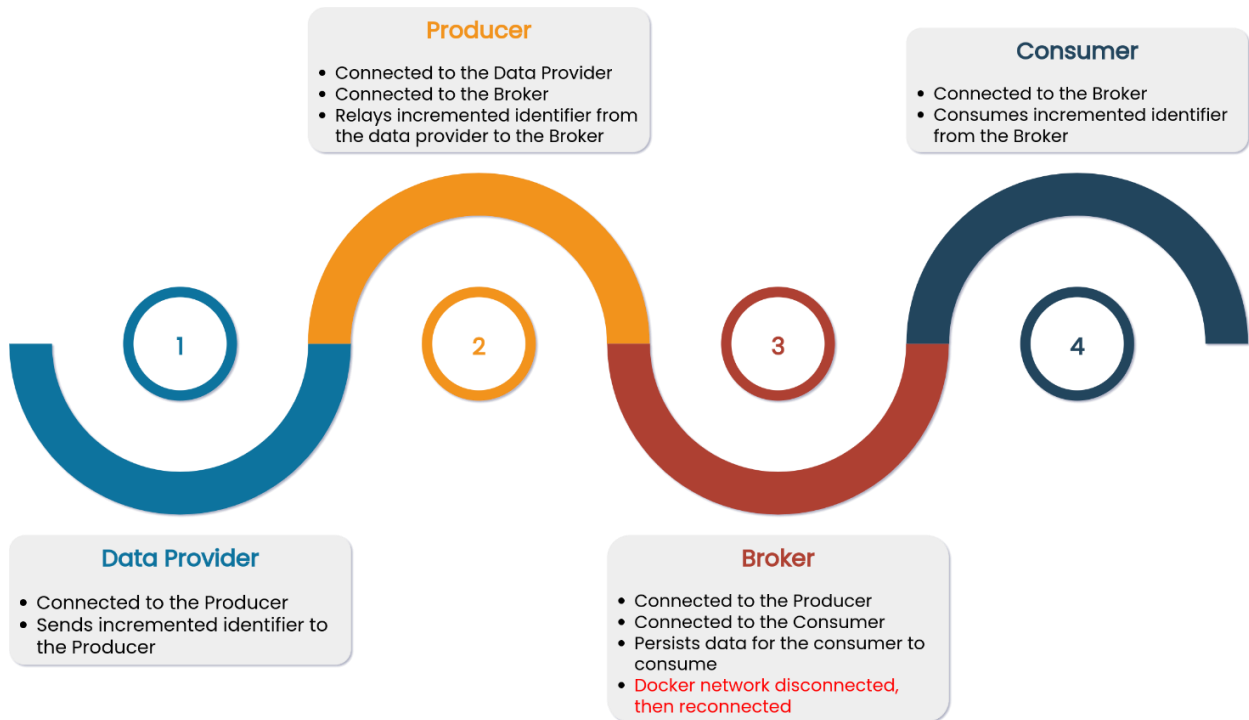 Producer
• Connected to the Data Provider
• Connected to the Broker
• Relays incremented identifier from
the data provider to the Broker
Consumer
• Connected to the Broker
• Consumes incremented identifier
from the Broker
1
2
3
4
Data Provider
• Connected to the Producer
• Sends incremented identifier to
the Producer
Broker
• Connected to the Producer
• Connected to the Consumer
• Persists data for the consumer to
consume
• Docker network disconnected,
then reconnected